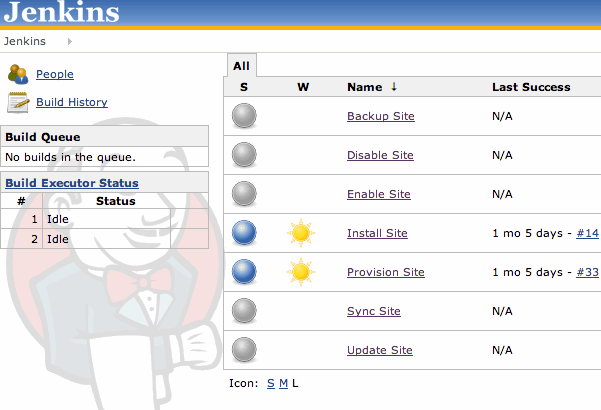 Jenkins
Jenkins
People
Build History
Build Queue
No builds in the queue.
Build Executor Status
# Status
1 Idle
2 Idle
All
S W Name ↓ Last Success
Backup Site N/A
Disable Site N/A
Enable Site N/A
Install Site 1 mo 5 days - #14
Provision Site 1 mo 5 days - #33
Sync Site N/A
Update Site N/A
Icon: S M L